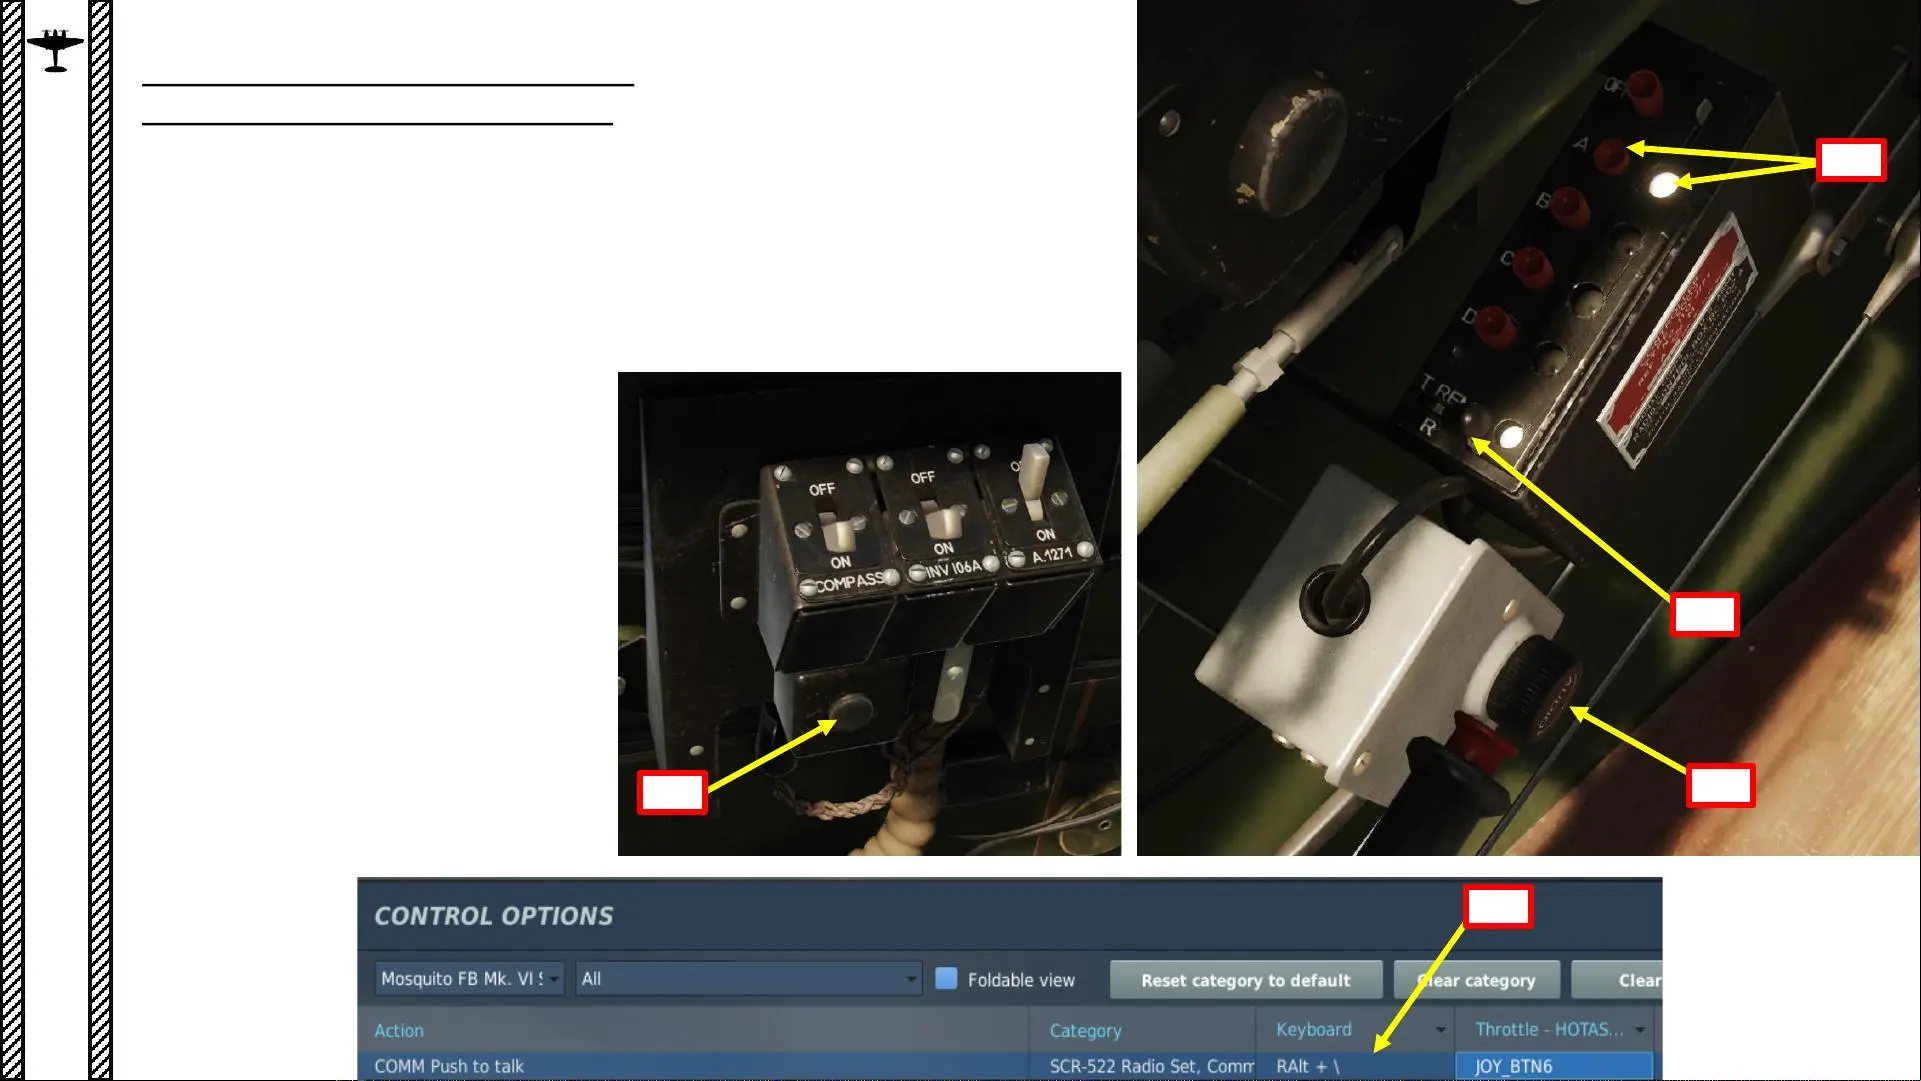 OFF
A
B
C
D
T
R
OFF
OFF
ON
ON
ON
COMPASS
INV 106A
A.1271
CONTROL OPTIONS
Mosquito FB Mk. VI
All
Foldable view
Reset category to default
Clear category
Clear
Action
Category
Keyboard
Throttle - HOTAS...
COMM Push to talk
SCR-522 Radio Set, Comm
RAlt + \
JOY_BTN6